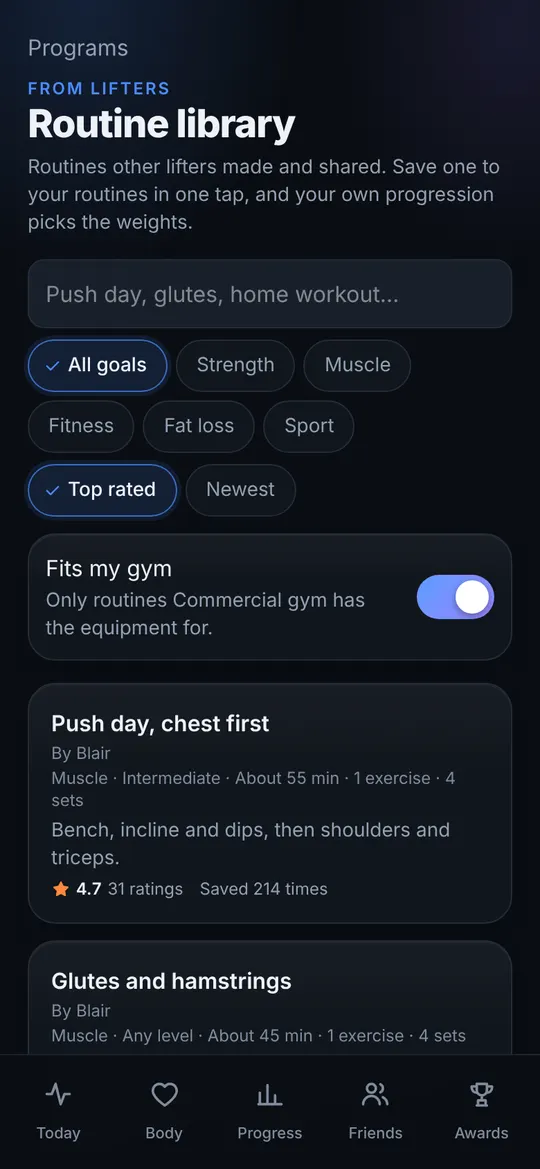 Programs
FROM LIFTERS
Routine library
Routines other lifters made and shared. Save one to
your routines in one tap, and your own progression
picks the weights.
Push day, glutes, home workout...
All goals
Strength
Muscle
Fitness
Fat loss
Sport
Top rated
Newest
Fits my gym
Only routines Commercial gym has
the equipment for.
Push day, chest first
By Blair
Muscle · Intermediate · About 55 min · 1 exercise · 4
sets
Bench, incline and dips, then shoulders and
triceps.
4.7 31 ratings Saved 214 times
Glutes and hamstrings
By Blair
Muscle · Any level · About 45 min · 1 exercise · 4 sets
Today
Body
Progress
Friends
Awards